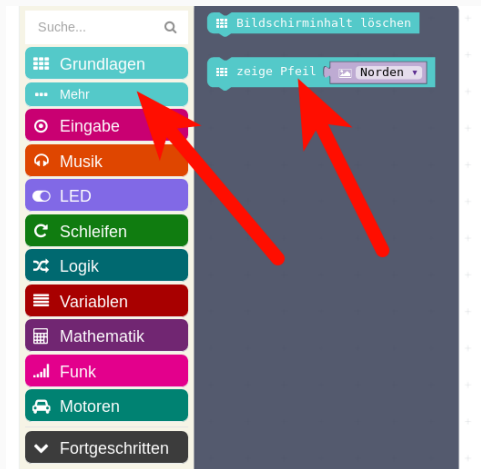 Suche...
Grundlagen
Mehr
Eingabe
Musik
LED
Schleifen
Logik
Variablen
Mathematik
Funk
Motoren
Fortgeschritten
Bildschirminhalt löschen
zeige Pfeil Norden